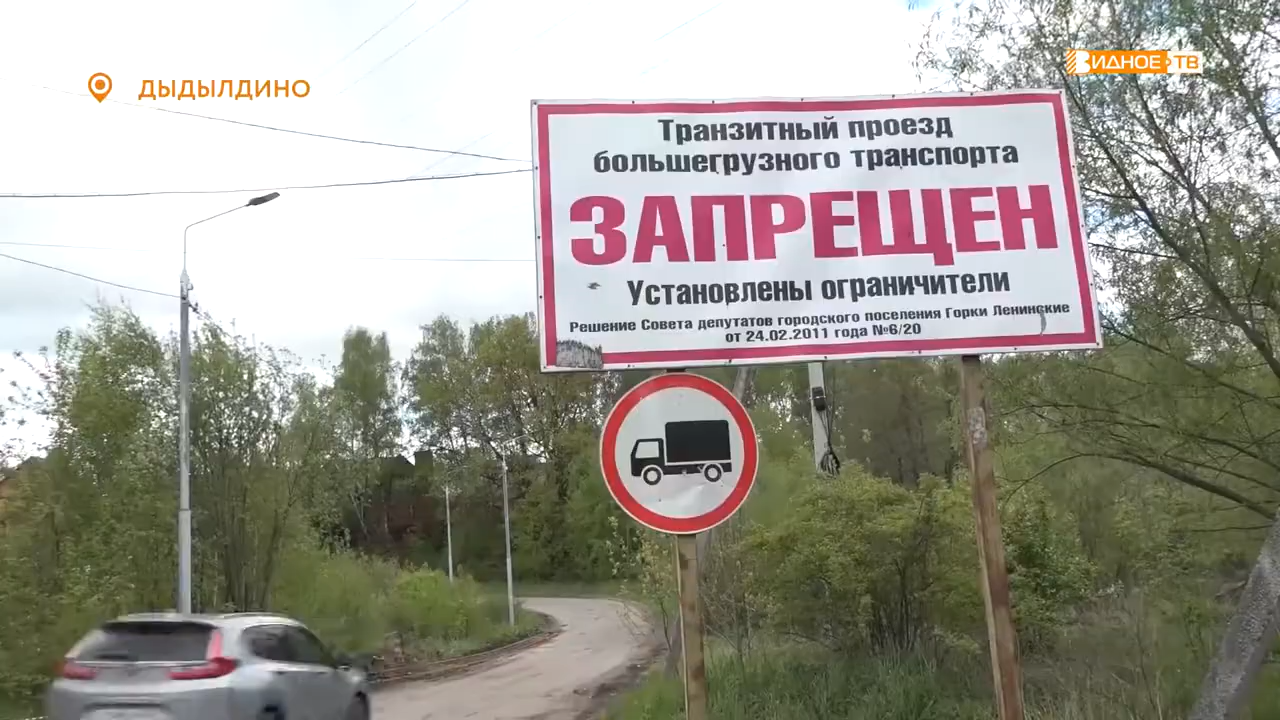 ДЫДЫЛДИНО
ВИДНОЕ ТВ
Транзитный проезд
большегрузного транспорта
ЗАПРЕЩЕН
Установлены ограничители
Решение Совета депутатов городского поселения Горки Ленинские
от 24.02.2011 года №6/20